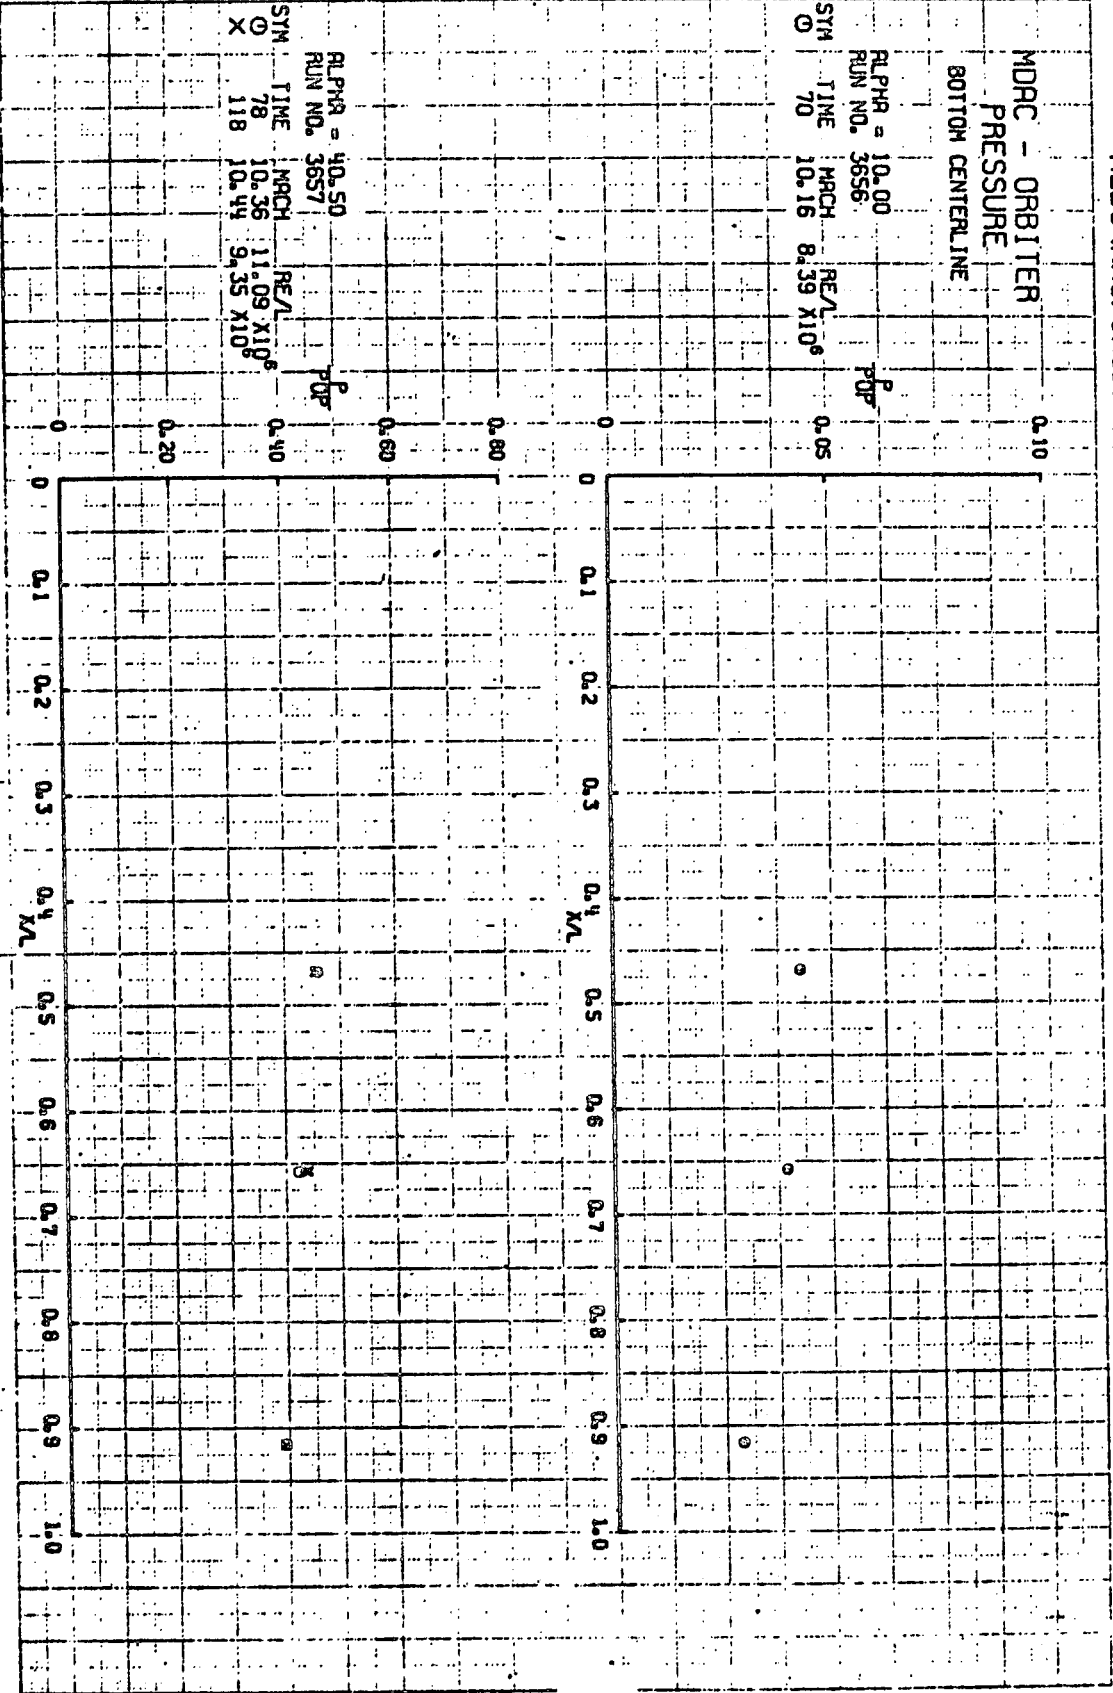 MDAC - ORBITER
PRESSURE
BOTTOM CENTERLINE
ALPHA = 10.00
RUN NO. 3656
SYM TIME MACH RE/L
⊙ 70 10.16 8.39 X10⁶
P
POP
0.10
0.05
0
0 0.1 0.2 0.3 0.4 0.5 0.6 0.7 0.8 0.9 1.0
X/L
ALPHA = 40.50
RUN NO. 3657
SYM TIME MACH RE/L
⊙ 78 10.36 11.09 X10⁶
X 118 10.44 9.35 X10⁶
P
POP
0.80
0.60
0.40
0.20
0
0 0.1 0.2 0.3 0.4 0.5 0.6 0.7 0.8 0.9 1.0
X/L